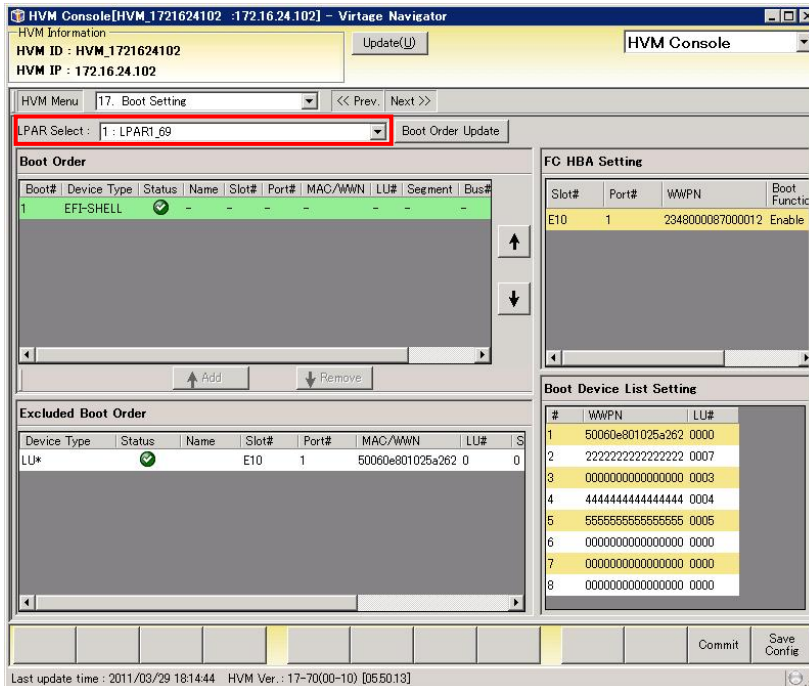 HVM Console[HVM_1721624102 :172.16.24.102] - Virtage Navigator
HVM Information
HVM ID : HVM_1721624102
HVM IP : 172.16.24.102
Update(U)
HVM Console
HVM Menu 17. Boot Setting << Prev. Next >>
LPAR Select : 1 : LPAR1_69 Boot Order Update
Boot Order
Boot# Device Type Status Name Slot# Port# MAC/WWN LU# Segment Bus#
1 EFI-SHELL - - - - - - -
Add Remove
Excluded Boot Order
Device Type Status Name Slot# Port# MAC/WWN LU# S
LU* E10 1 50060e801025a262 0 0
FC HBA Setting
Slot# Port# WWPN Boot Functic
E10 1 2348000087000012 Enable
Boot Device List Setting
# WWPN LU#
1 50060e801025a262 0000
2 2222222222222222 0007
3 0000000000000000 0003
4 4444444444444444 0004
5 5555555555555555 0005
6 0000000000000000 0000
7 0000000000000000 0000
8 0000000000000000 0000
Commit Save Config
Last update time : 2011/03/29 18:14:44 HVM Ver. : 17-70(00-10) [05.50.13]